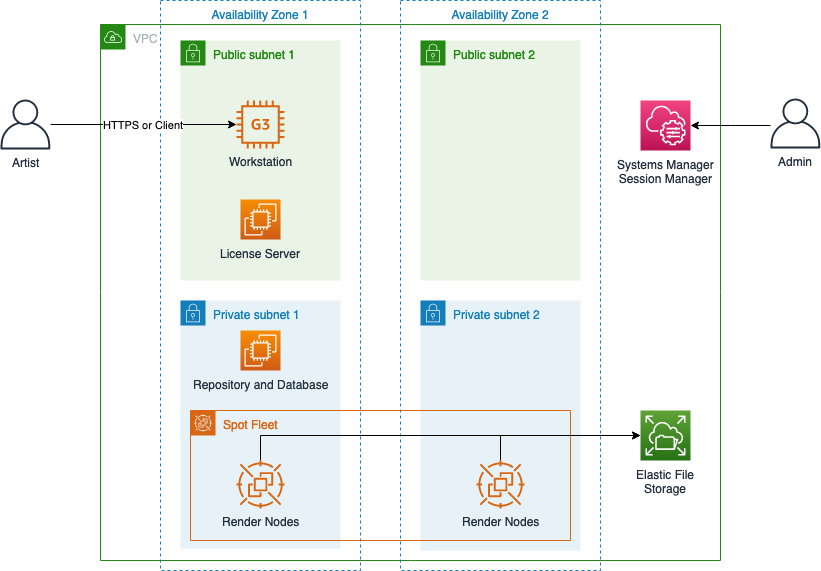 Availability Zone 1
Availability Zone 2
VPC
Public subnet 1
Public subnet 2
HTTPS or Client
G3
Artist
Workstation
Systems Manager
Session Manager
Admin
License Server
Private subnet 1
Private subnet 2
Repository and Database
Spot Fleet
Elastic File
Storage
Render Nodes
Render Nodes